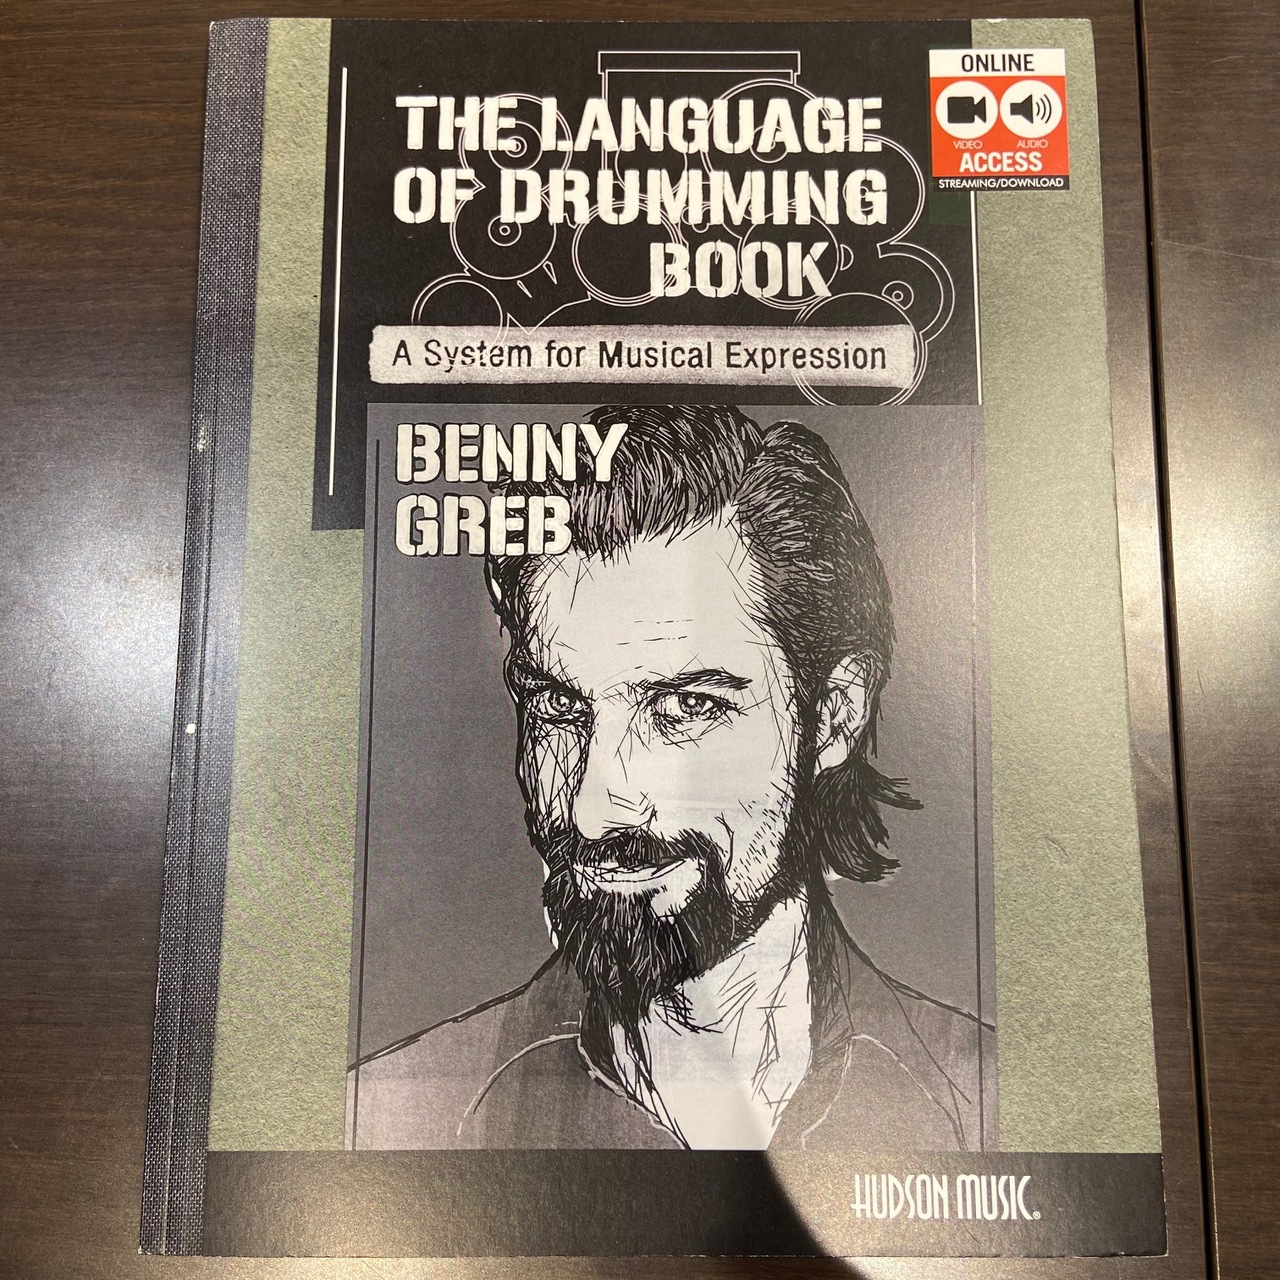 THE LANGUAGE
OF DRUMMING
BOOK
A System for Musical Expression
BENNY
GREB
ONLINE
VIDEO AUDIO
ACCESS
STREAMING/DOWNLOAD
HUDSON MUSIC®